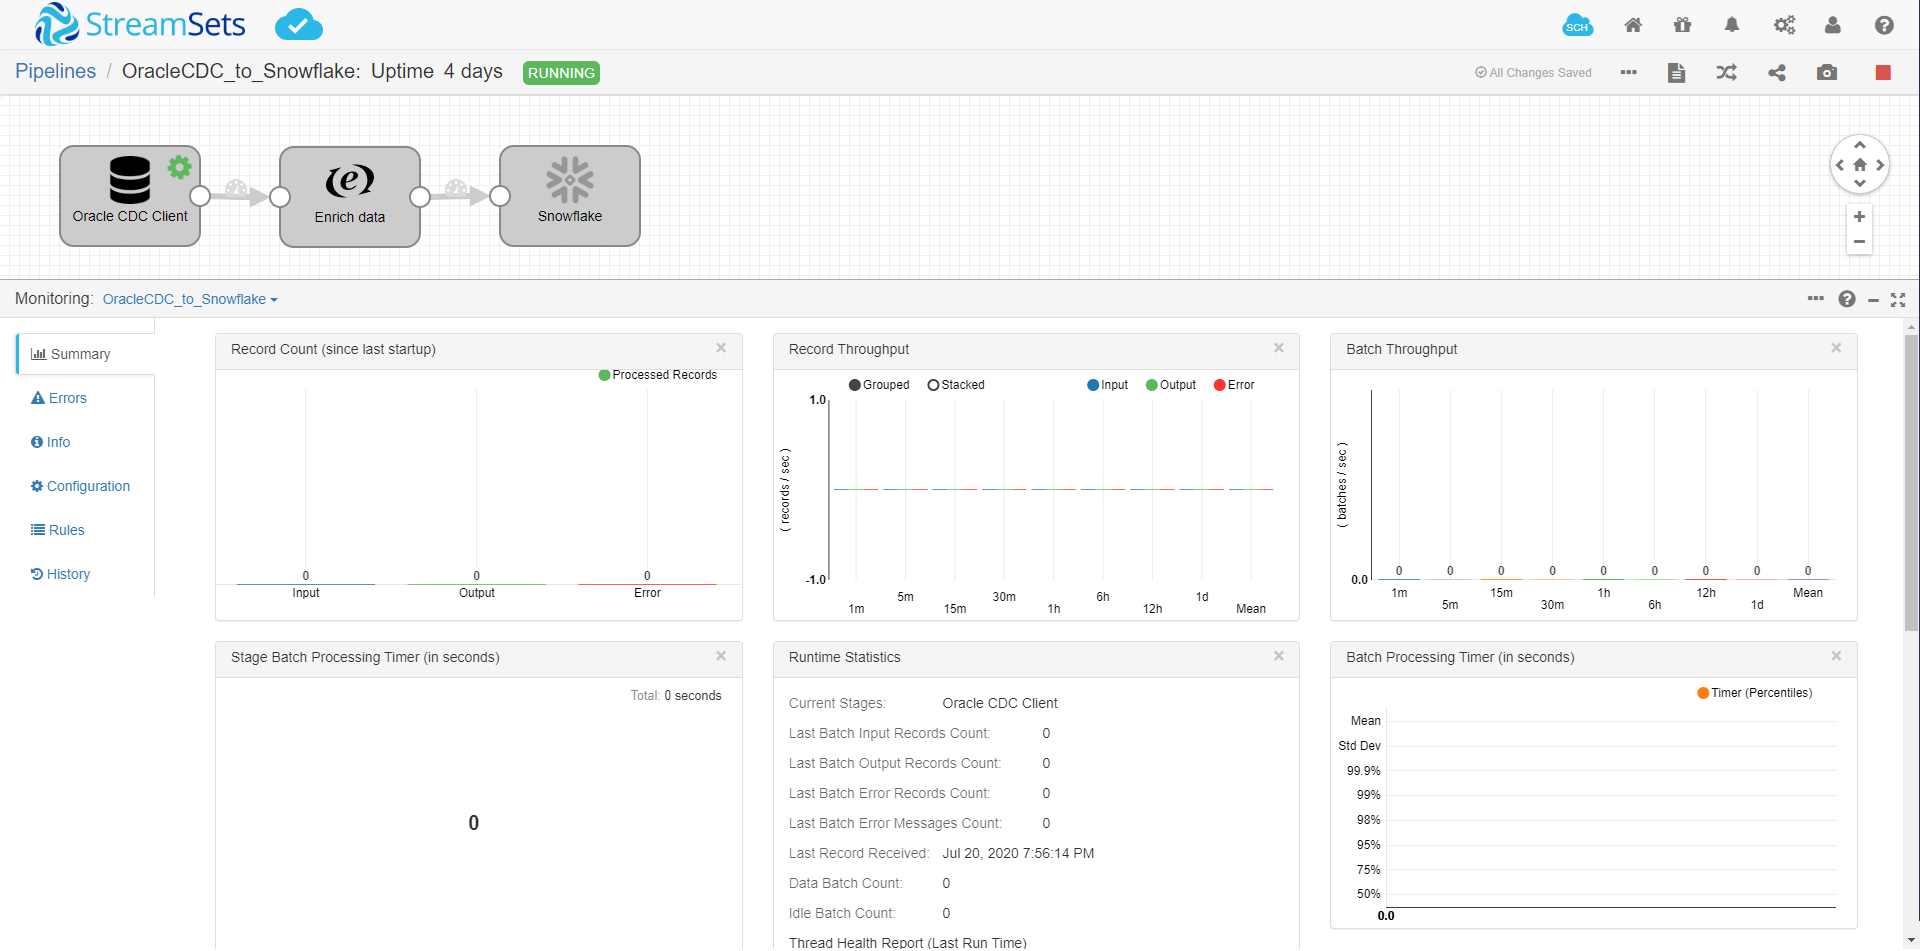 StreamSets
SCH
Pipelines / OracleCDC_to_Snowflake: Uptime 4 days RUNNING
All Changes Saved
Oracle CDC Client
Enrich data
Snowflake
Monitoring: OracleCDC_to_Snowflake
Summary
Errors
Info
Configuration
Rules
History
Record Count (since last startup)
Processed Records
0 0 0
Input Output Error
Record Throughput
Grouped Stacked Input Output Error
1.0
( records / sec )
-1.0
1m 5m 15m 30m 1h 6h 12h 1d Mean
Batch Throughput
( batches / sec )
0.0
0 0 0 0 0 0 0 0 0
1m 5m 15m 30m 1h 6h 12h 1d Mean
Stage Batch Processing Timer (in seconds)
Total: 0 seconds
0
Runtime Statistics
Current Stages: Oracle CDC Client
Last Batch Input Records Count: 0
Last Batch Output Records Count: 0
Last Batch Error Records Count: 0
Last Batch Error Messages Count: 0
Last Record Received: Jul 20, 2020 7:56:14 PM
Data Batch Count: 0
Idle Batch Count: 0
Thread Health Report (Last Run Time)
Batch Processing Timer (in seconds)
Timer (Percentiles)
Mean
Std Dev
99.9%
99%
98%
95%
75%
50%
0.0